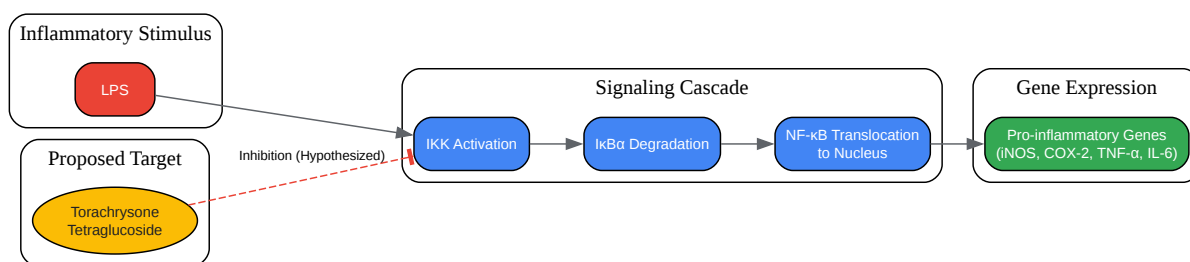 Inflammatory Stimulus
LPS
Proposed Target
Torachrysone
Tetraglucoside
Inhibition (Hypothesized)
Signaling Cascade
IKK Activation
IκBα Degradation
NF-κB Translocation
to Nucleus
Gene Expression
Pro-inflammatory Genes
(iNOS, COX-2, TNF-α, IL-6)